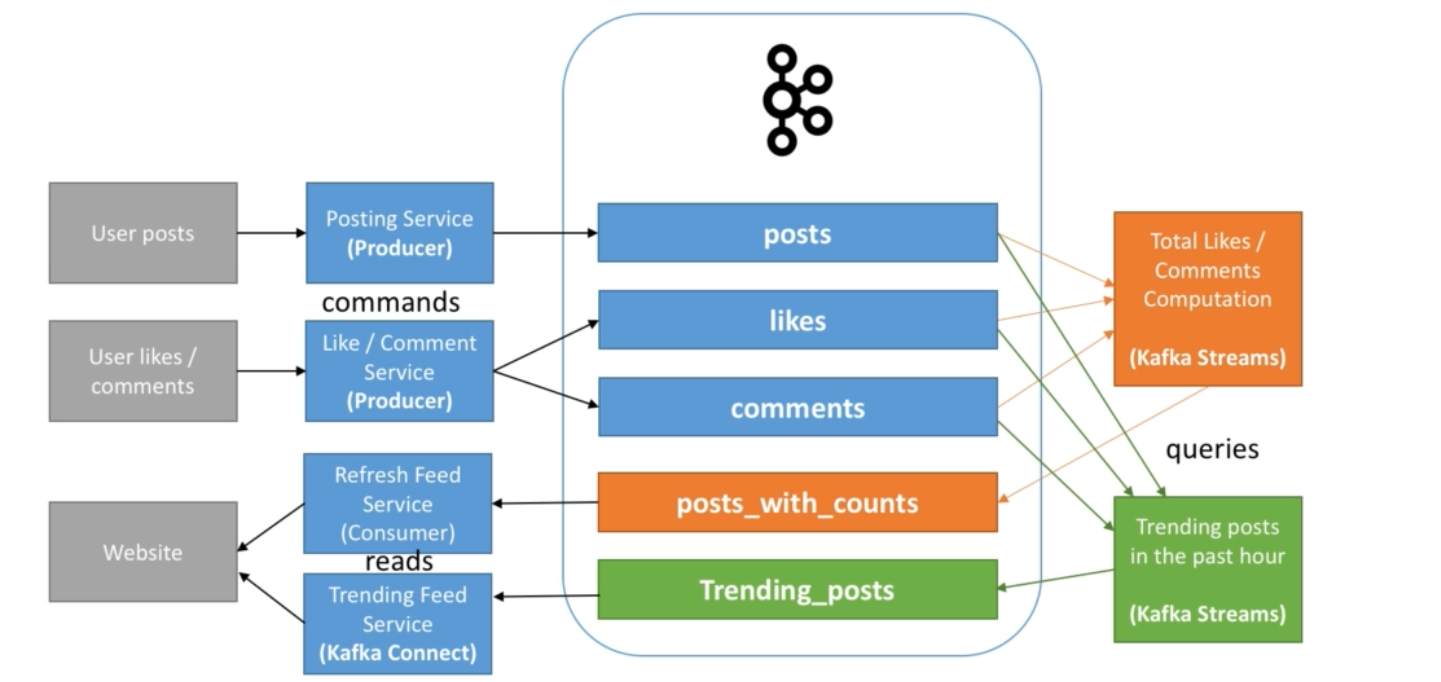 User posts
Posting Service
(Producer)
posts
commands
User likes /
comments
Like / Comment
Service
(Producer)
likes
comments
Total Likes /
Comments
Computation
(Kafka Streams)
queries
Website
Refresh Feed
Service
(Consumer)
reads
Trending Feed
Service
(Kafka Connect)
posts_with_counts
Trending_posts
Trending posts
in the past hour
(Kafka Streams)